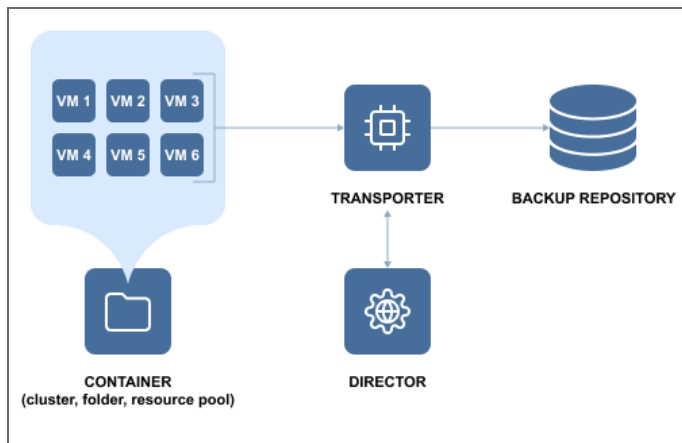 VM 1 VM 2 VM 3
VM 4 VM 5 VM 6
TRANSPORTER
BACKUP REPOSITORY
CONTAINER
(cluster, folder, resource pool)
DIRECTOR